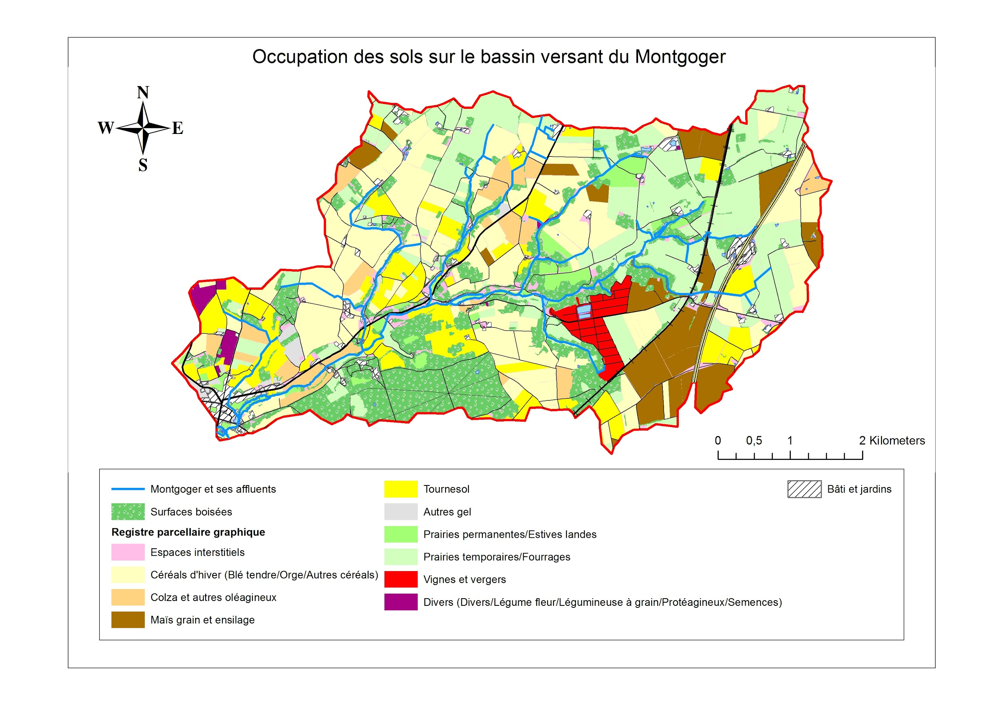 Occupation des sols sur le bassin versant du Montgoger
N
W E
S
0 0,5 1 2 Kilometers
Montgoger et ses affluents
Surfaces boisées
Registre parcellaire graphique
Espaces interstitiels
Céréals d'hiver (Blé tendre/Orge/Autres céréals)
Colza et autres oléagineux
Maïs grain et ensilage
Tournesol
Autres gel
Prairies permanentes/Estives landes
Prairies temporaires/Fourrages
Vignes et vergers
Divers (Divers/Légume fleur/Légumineuse à grain/Protéagineux/Semences)
Bâti et jardins